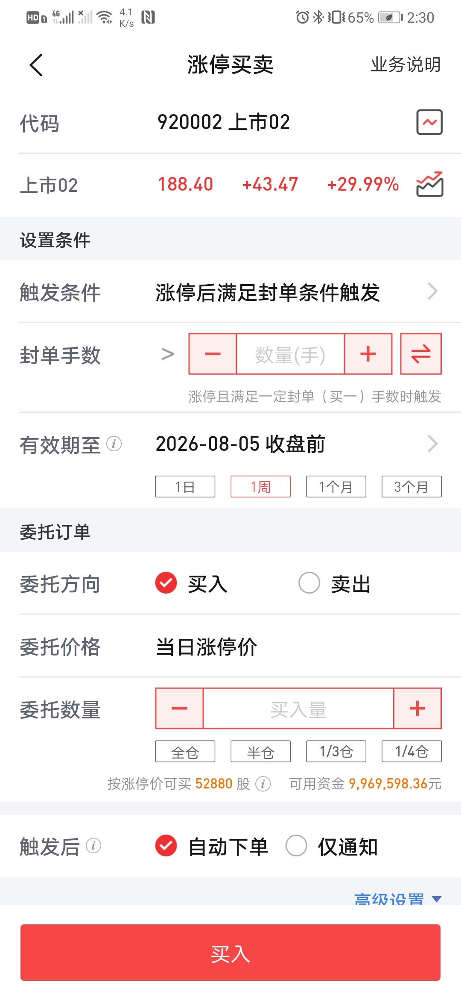 HD 1 4G 4.1 K/s 65% 2:30
涨停买卖 业务说明
代码 920002 上市02
上市02 188.40 +43.47 +29.99%
设置条件
触发条件 涨停后满足封单条件触发
封单手数 > 数量(手)
涨停且满足一定封单（买一）手数时触发
有效期至 i 2026-08-05 收盘前
1日 1周 1个月 3个月
委托订单
委托方向 买入 卖出
委托价格 当日涨停价
委托数量 买入量
全仓 半仓 1/3仓 1/4仓
按涨停价可买 52880 股 i 可用资金 9,969,598.36元
触发后 i 自动下单 仅通知
高级设置
买入